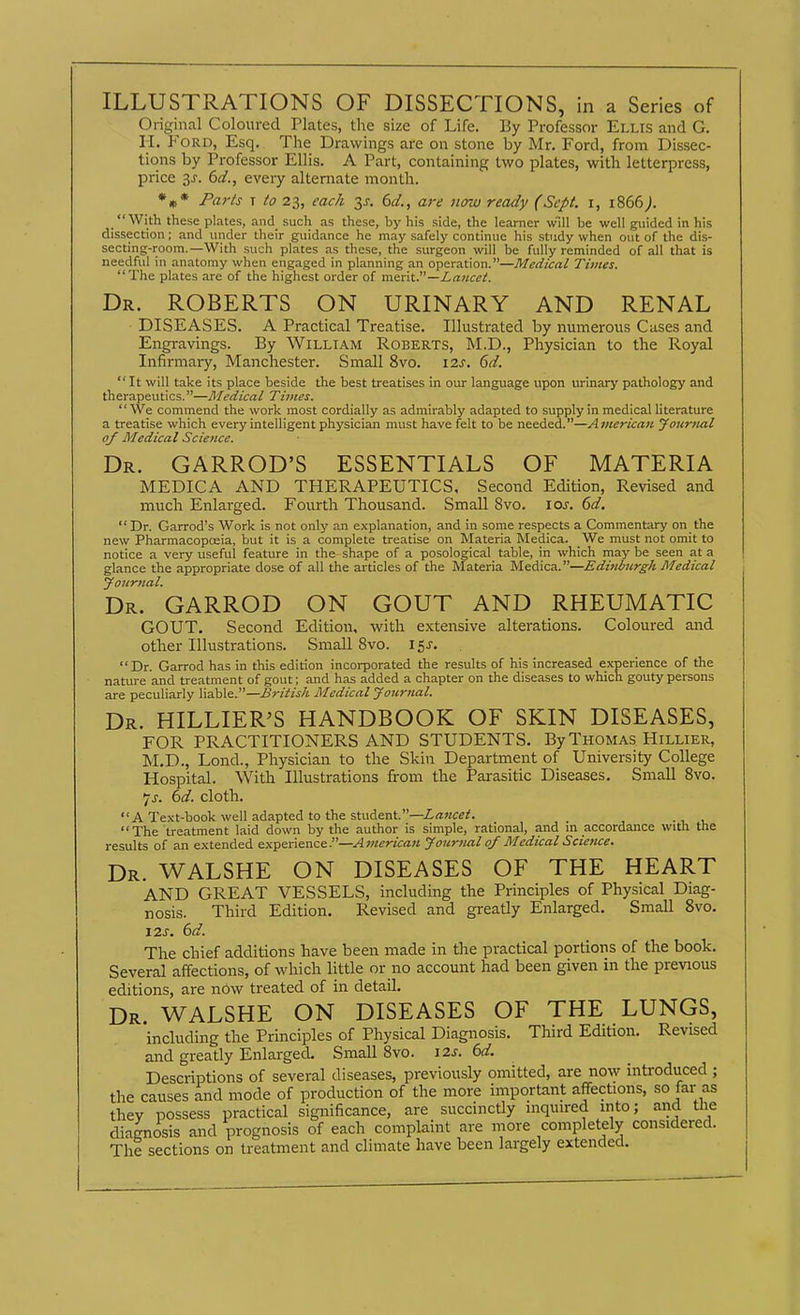 ILLUSTRATIONS OF DISSECTIONS, in a Series of
Original Coloured Plates, the size of Life. By Professor ELLIS and G.
H. FORD, Esq. The Drawings are on stone by Mr. Ford, from Dissec-
tions by Professor Ellis. A Part, containing two plates, with letterpress,
price 3s. 6d., every alternate month.
*** Parts 1 to 23, each 3s. 6d., are now ready (Sept. 1, 1866).
"With these plates, and such as these, by his side, the learner will be well guided in his
dissection; and under their guidance he may safely continue his study when out of the dis-
secting-room.—With such plates as these, the surgeon will be fully reminded of all that is
needful in anatomy when engaged in planning an operation."—Medical Times.
"The plates are of the highest order of merit."—Lancet.
DR. ROBERTS ON URINARY AND RENAL
DISEASES. A Practical Treatise. Illustrated by numerous Cases and
Engravings. By WILLIAM ROBERTS, M.D., Physician to the Royal
Infirmary, Manchester. Small 8vo. 12s. 6d.
"It will take its place beside the best treatises in our language upon urinary pathology and
therapeutics."—Medical Times.
"We commend the work most cordially as admirably adapted to supply in medical literature
a treatise which every intelligent physician must have felt to be needed."—American Journal
of Medical Science.
DR. GARROD'S ESSENTIALS OF MATERIA
MEDICA AND THERAPEUTICS, Second Edition, Revised and
much Enlarged. Fourth Thousand. Small 8vo. 10s. 6d.
"Dr. Garrod's Work is not only an explanation, and in some respects a Commentary on the
new Pharmacopœia, but it is a complete treatise on Materia Medica. We must not omit to
notice a very useful feature in the shape of a posological table, in which may be seen at a
glance the appropriate dose of all the articles of the Materia Medica."—Edinburgh Medical
Journal.
DR. GARROD ON GOUT AND RHEUMATIC
GOUT. Second Edition, with extensive alterations. Coloured and
other Illustrations. Small 8vo. 15s.
"Dr. Garrod has in this edition incorporated the results of his increased experience of the
nature and treatment of gout; and has added a chapter on the diseases to which gouty persons
are peculiarly liable."—British Medical Journal.
DR. HILLIER'S HANDBOOK OF SKIN DISEASES,
FOR PRACTITIONERS AND STUDENTS. By THOMAS HILLIER,
M.D., Lond., Physician to the Skin Department of University College
Hospital. With Illustrations from the Parasitic Diseases. Small 8vo.
7s. 6d. cloth.
"A Text-book well adapted to the student."—Lancet.
"The treatment laid down by the author is simple, rational, and in accordance with the
results of an extended experience."—American Journal of Medical Science.
DR. WALSHE ON DISEASES OF THE HEART
AND GREAT VESSELS, including the Principles of Physical Diag-
nosis. Third Edition. Revised and greatly Enlarged. Small 8vo.
12s. 6d.
The chief additions have been made in the practical portions of the book.
Several affections, of which little or no account had been given in the previous
editions, are now treated of in detail.
DR. WALSHE ON DISEASES OF THE LUNGS,
including the Principles of Physical Diagnosis. Third Edition. Revised
and greatly Enlarged. Small 8vo. 12s. 6d.
Descriptions of several diseases, previously omitted, are now introduced;
the causes and mode of production of the more important affections, so far as
they possess practical significance, are succinctly inquired into; and the
diagnosis and prognosis of each complaint are more completely considered.
The sections on treatment and climate have been largely extended.